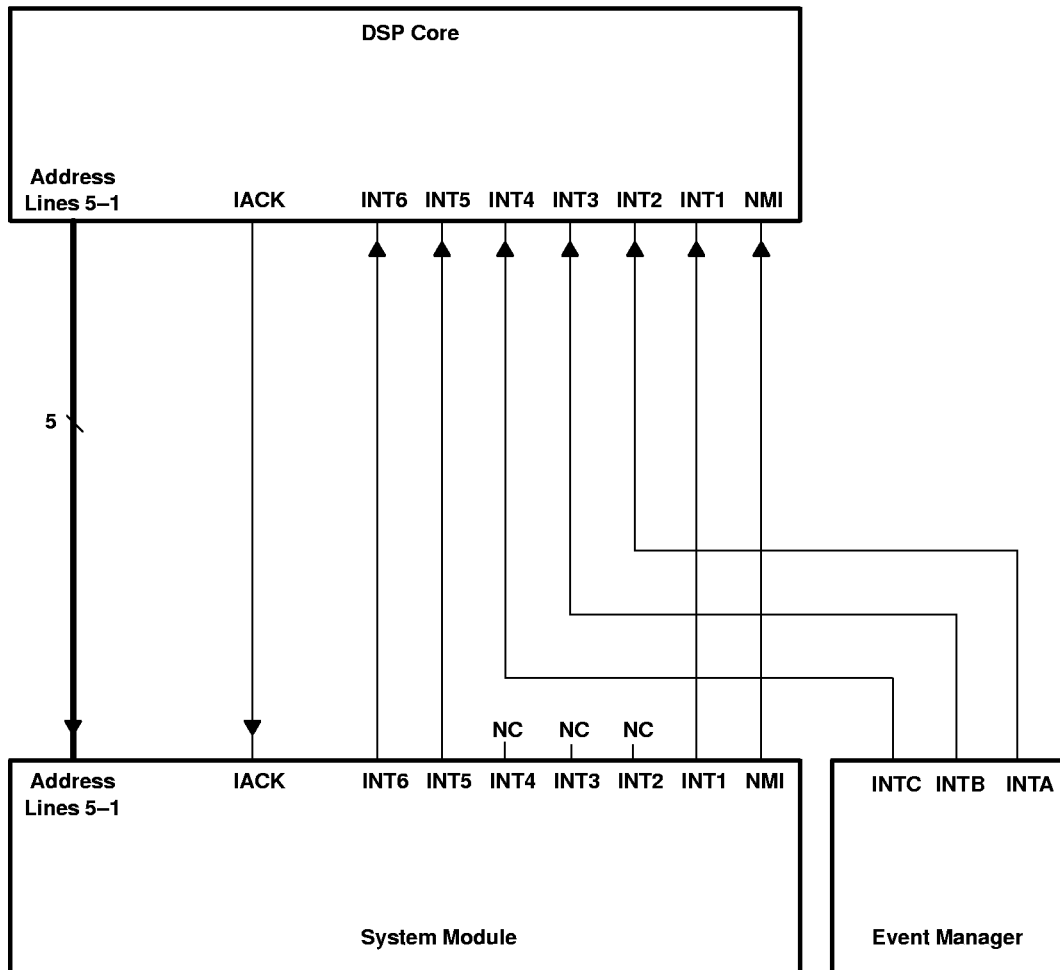 DSP Core
Address
Lines 5–1
IACK
INT6
INT5
INT4
INT3
INT2
INT1
NMI
5
NC
NC
NC
Address
Lines 5–1
IACK
INT6
INT5
INT4
INT3
INT2
INT1
NMI
INTC
INTB
INTA
System Module
Event Manager